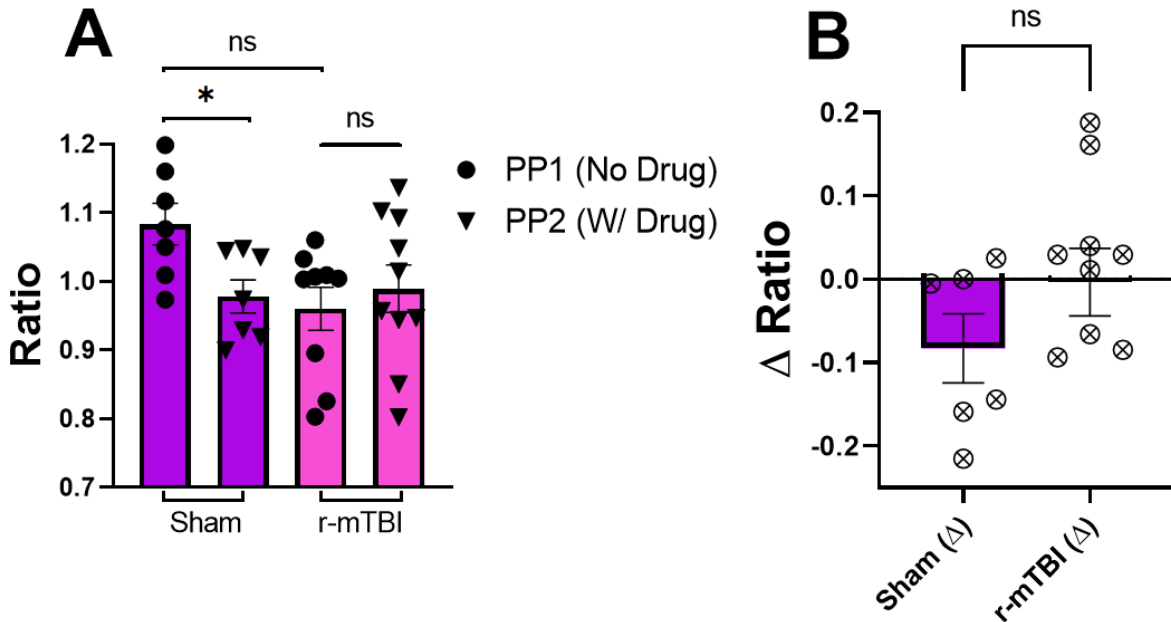 A
B
ns
ns
*
ns
1.2
1.1
1.0
0.9
0.8
0.7
Ratio
PP1 (No Drug)
PP2 (W/ Drug)
Sham
r-mTBI
0.2
0.1
0.0
-0.1
-0.2
Δ Ratio
Sham (Δ)
r-mTBI (Δ)